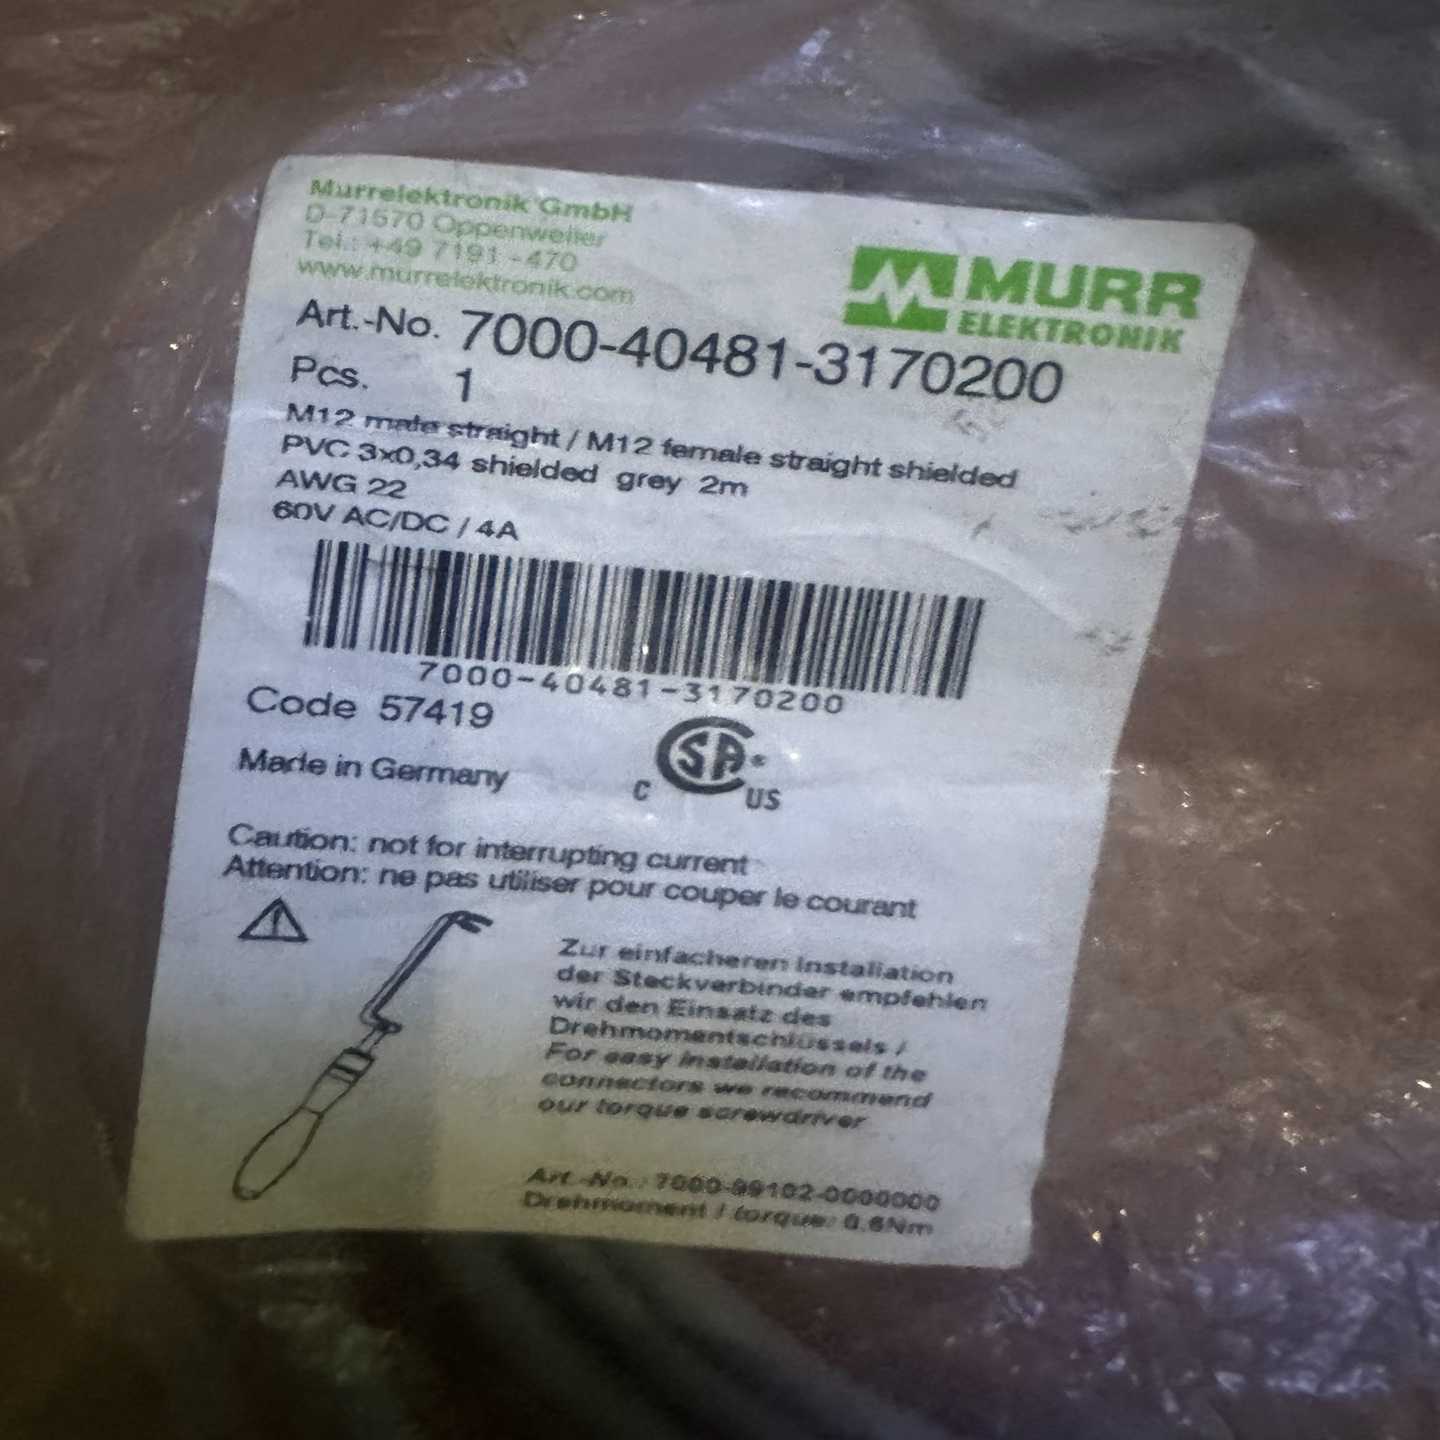 Murrelektronik GmbH
D-71570 Oppenweiler
Tel.: +49 7191 -470
www.murrelektronik.com
MURR
ELEKTRONIK
Art.-No. 7000-40481-3170200
Pcs. 1
M12 male straight / M12 female straight shielded
PVC 3x0,34 shielded grey 2m
AWG 22
60V AC/DC / 4A
7000-40481-3170200
Code 57419
Made in Germany
C SA® US
Caution: not for interrupting current
Attention: ne pas utiliser pour couper le courant
Zur einfacheren Installation
der Steckverbinder empfehlen
wir den Einsatz des
Drehmomentschlüssels /
For easy installation of the
connectors we recommend
our torque screwdriver
Art.-No.: 7000-99102-0000000
Drehmoment / torque: 0.6Nm